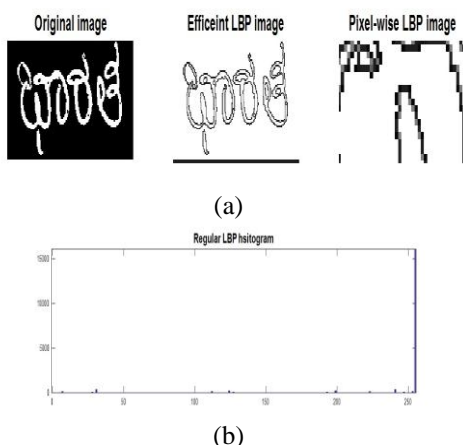 Original image Efficeint LBP image Pixel-wise LBP image
(a)
Regular LBP hsitogram
15000
10000
5000
0
0 50 100 150 200 250
(b)